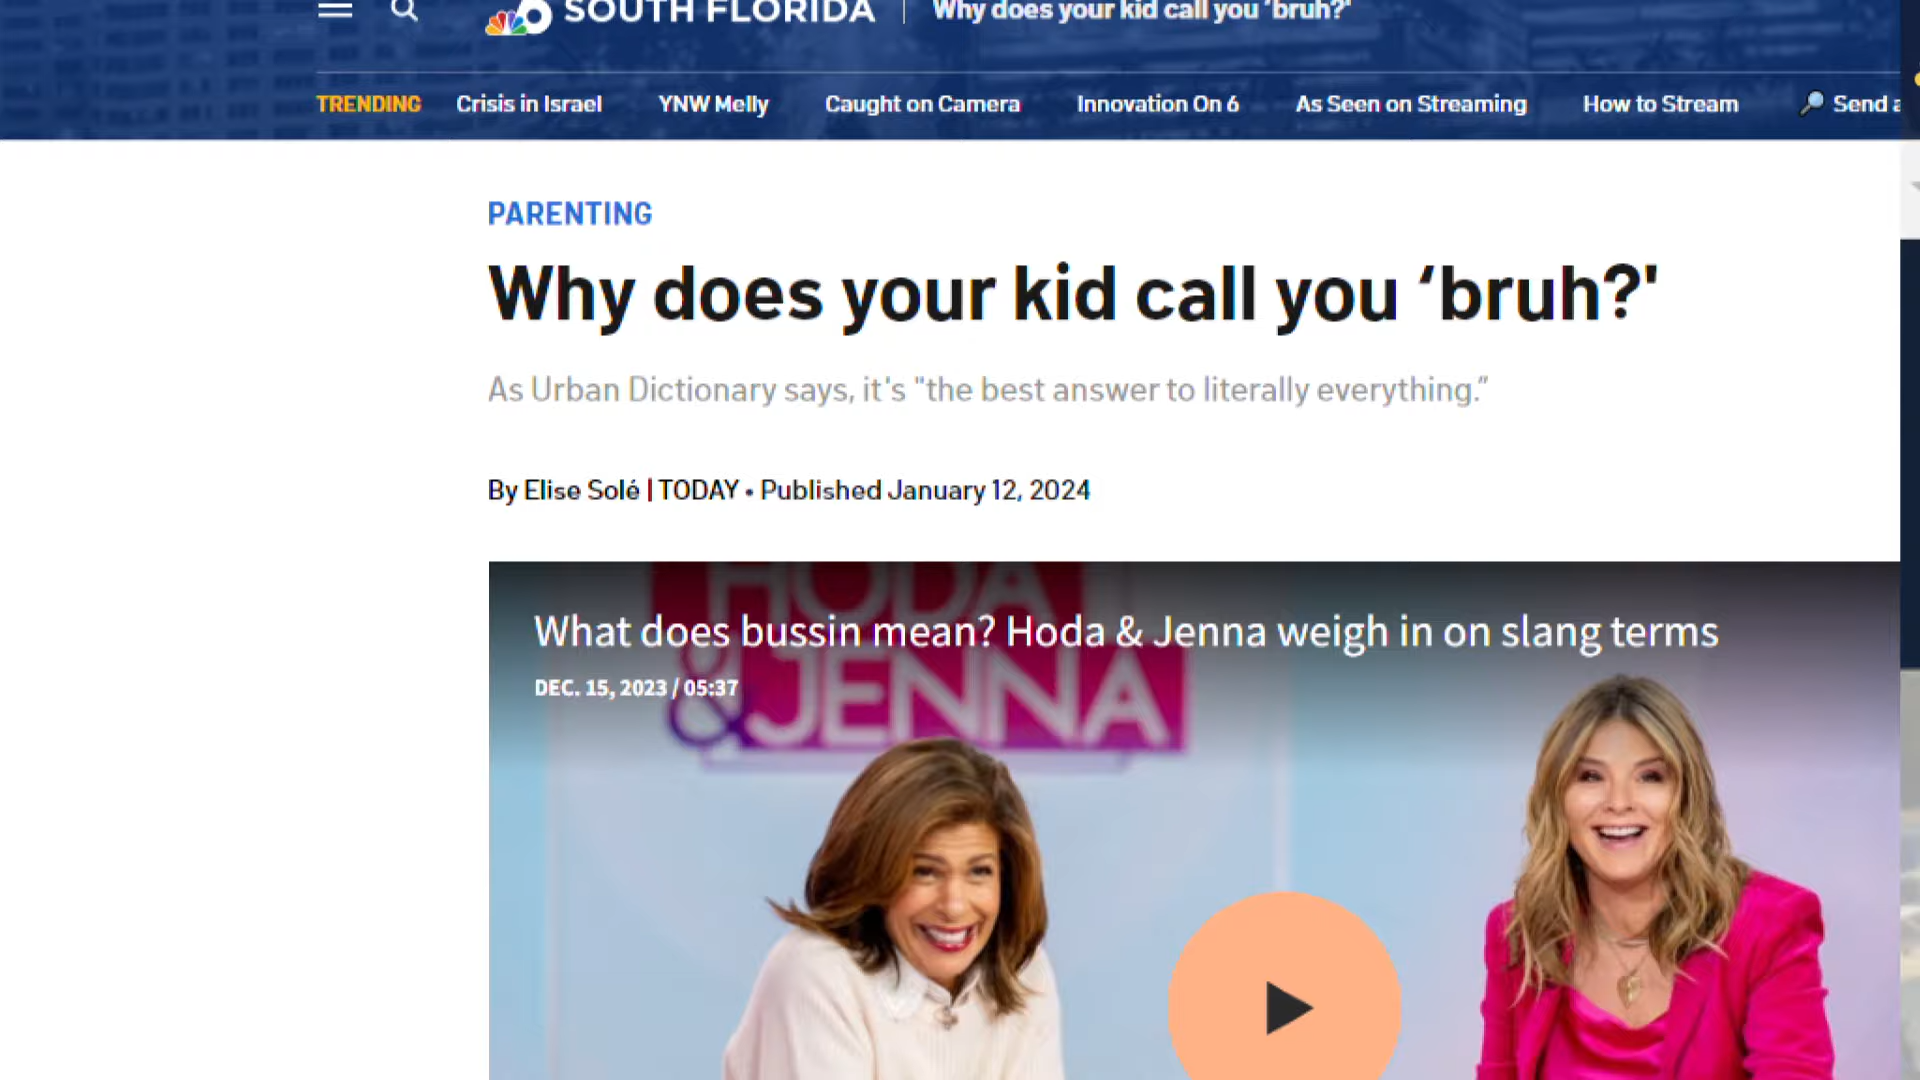 SOUTH FLORIDA | Why does your kid call you ‘bruh?'
TRENDING Crisis in Israel YNW Melly Caught on Camera Innovation On 6 As Seen on Streaming How to Stream Send
PARENTING
Why does your kid call you ‘bruh?'
As Urban Dictionary says, it's "the best answer to literally everything.”
By Elise Solé | TODAY • Published January 12, 2024
HODA
& JENNA
What does bussin mean? Hoda & Jenna weigh in on slang terms
DEC. 15, 2023 / 05:37